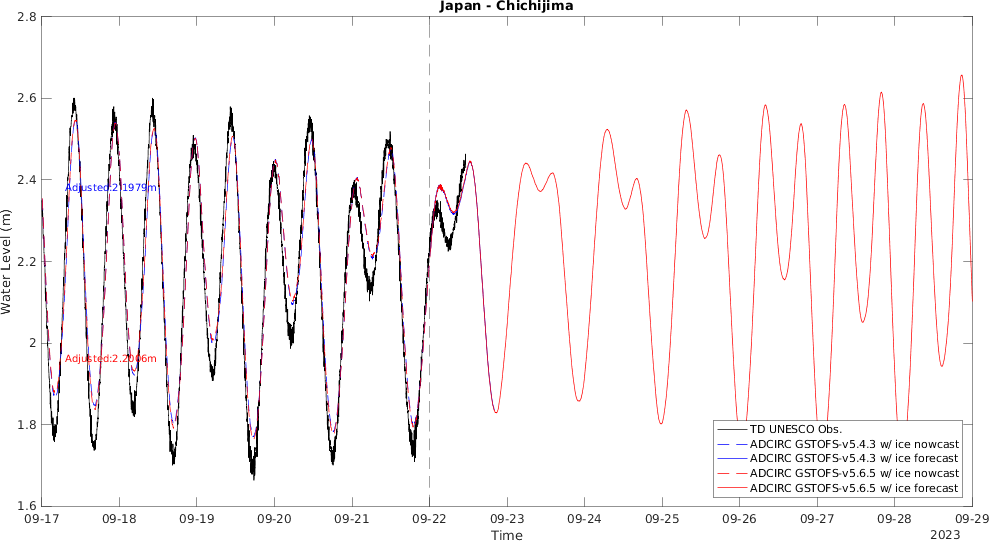 Japan - Chichijima
2.8
2.6
2.4
2.2
2
1.8
1.6
Water Level (m)
Adjusted:2.1979m
Adjusted:2.2006m
TD UNESCO Obs.
ADCIRC GSTOFS-v5.4.3 w/ ice nowcast
ADCIRC GSTOFS-v5.4.3 w/ ice forecast
ADCIRC GSTOFS-v5.6.5 w/ ice nowcast
ADCIRC GSTOFS-v5.6.5 w/ ice forecast
09-17 09-18 09-19 09-20 09-21 09-22 09-23 09-24 09-25 09-26 09-27 09-28 09-29
Time
2023